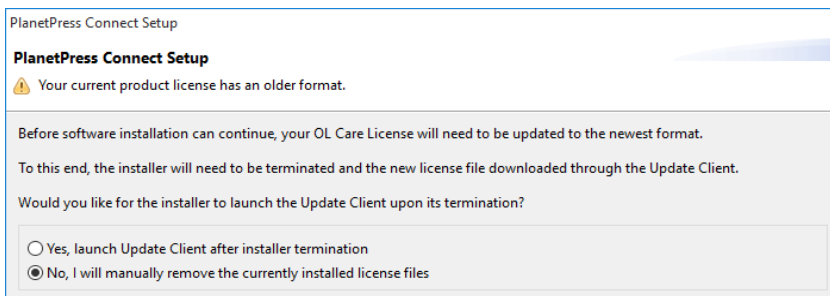 PlanetPress Connect Setup
PlanetPress Connect Setup
Your current product license has an older format.
Before software installation can continue, your OL Care License will need to be updated to the newest format.
To this end, the installer will need to be terminated and the new license file downloaded through the Update Client.
Would you like for the installer to launch the Update Client upon its termination?
Yes, launch Update Client after installer termination
No, I will manually remove the currently installed license files